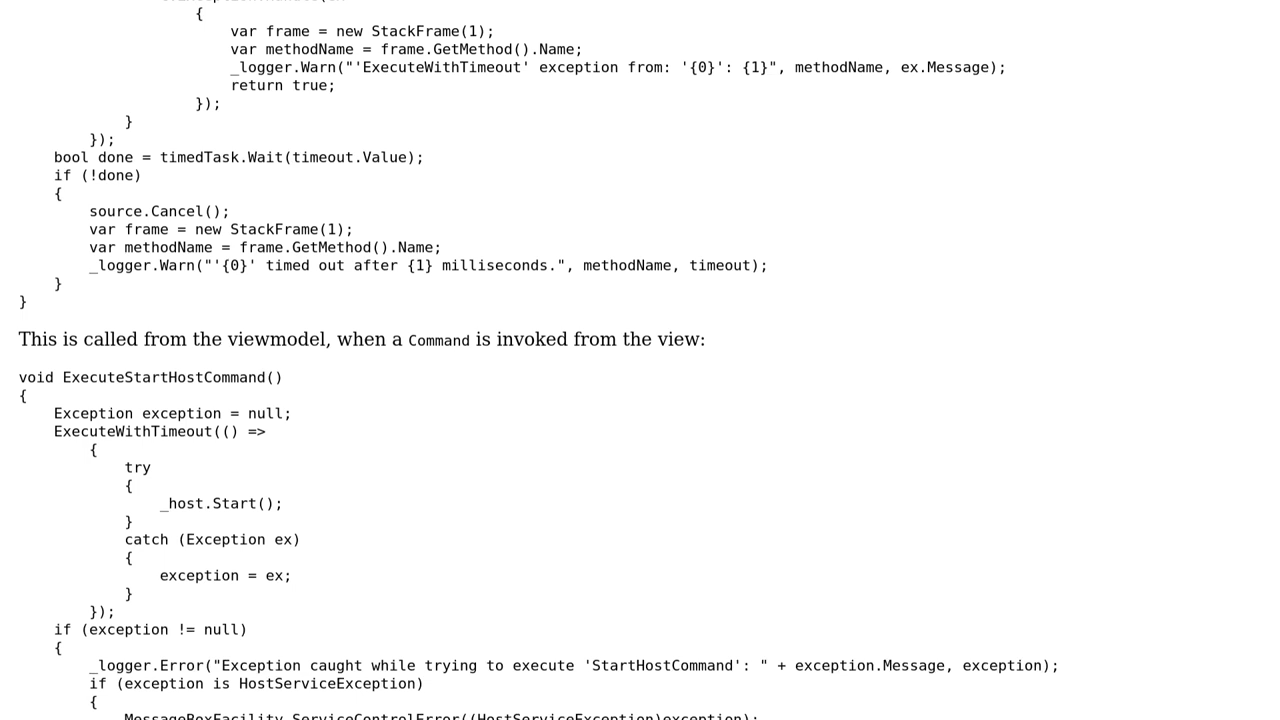 {
var frame = new StackFrame(1);
var methodName = frame.GetMethod().Name;
_logger.Warn("'ExecuteWithTimeout' exception from: '{0}': {1}", methodName, ex.Message);
return true;
});
}
});
bool done = timedTask.Wait(timeout.Value);
if (!done)
{
source.Cancel();
var frame = new StackFrame(1);
var methodName = frame.GetMethod().Name;
_logger.Warn("'{0}' timed out after {1} milliseconds.", methodName, timeout);
}
}
This is called from the viewmodel, when a Command is invoked from the view:
void ExecuteStartHostCommand()
{
Exception exception = null;
ExecuteWithTimeout(() =>
{
try
{
_host.Start();
}
catch (Exception ex)
{
exception = ex;
}
});
if (exception != null)
{
_logger.Error("Exception caught while trying to execute 'StartHostCommand': " + exception.Message, exception);
if (exception is HostServiceException)
{
MessageBoxFacility.ServiceControlError((HostServiceException)exception);